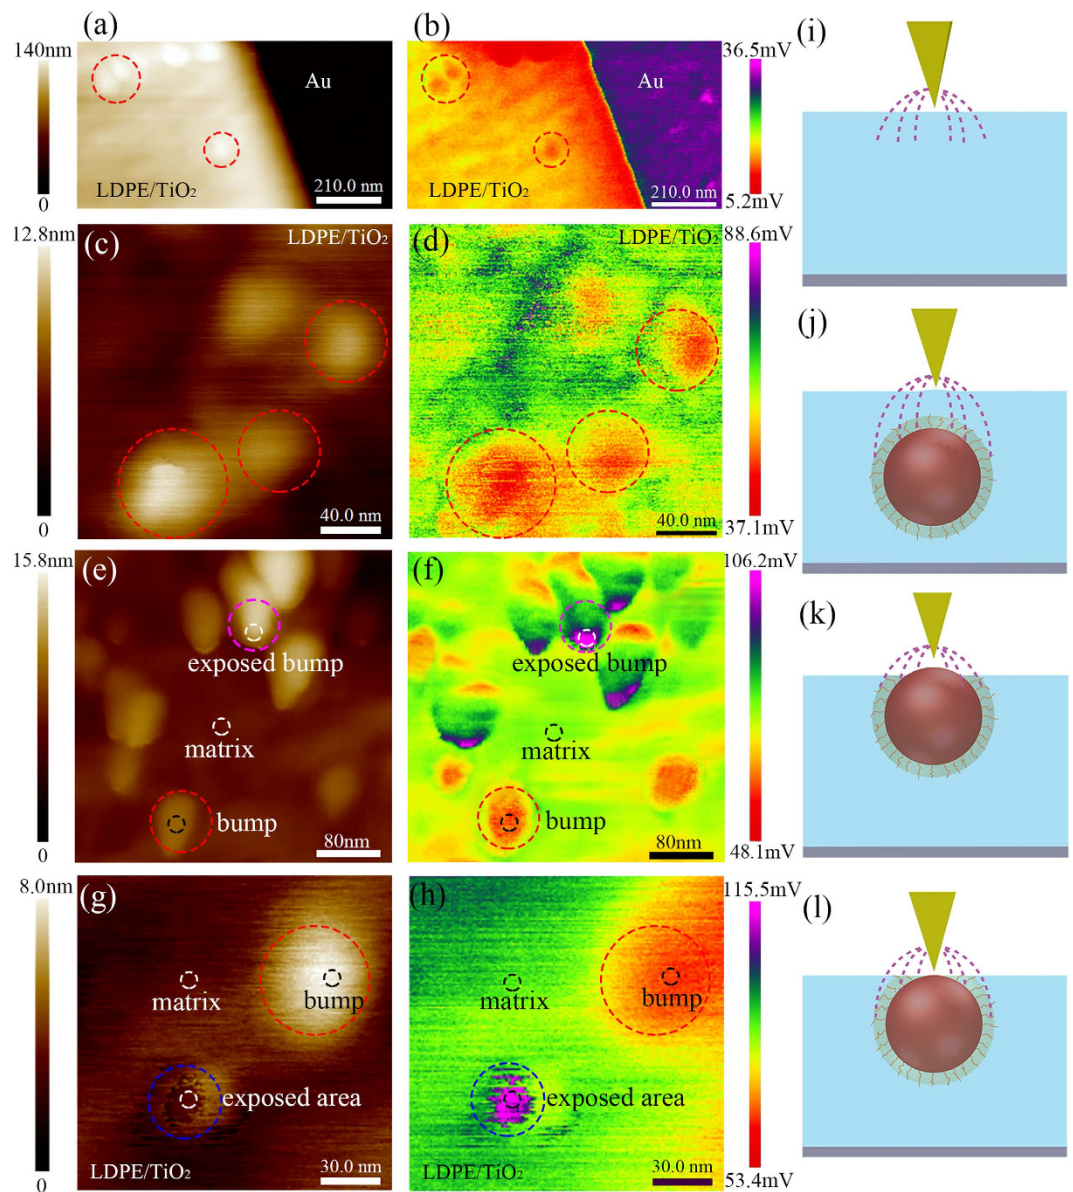 (a)
140nm
0
Au
LDPE/TiO₂
210.0 nm
(b)
36.5mV
5.2mV
210.0 nm
(i)
(c)
12.8nm
0
LDPE/TiO₂
40.0 nm
(d)
LDPE/TiO₂
88.6mV
37.1mV
40.0 nm
(j)
(e)
15.8nm
0
exposed bump
matrix
bump
80nm
(f)
106.2mV
48.1mV
exposed bump
matrix
bump
80nm
(k)
(g)
8.0nm
0
matrix
bump
exposed area
LDPE/TiO₂
30.0 nm
(h)
115.5mV
53.4mV
matrix
bump
exposed area
LDPE/TiO₂
30.0 nm
(l)